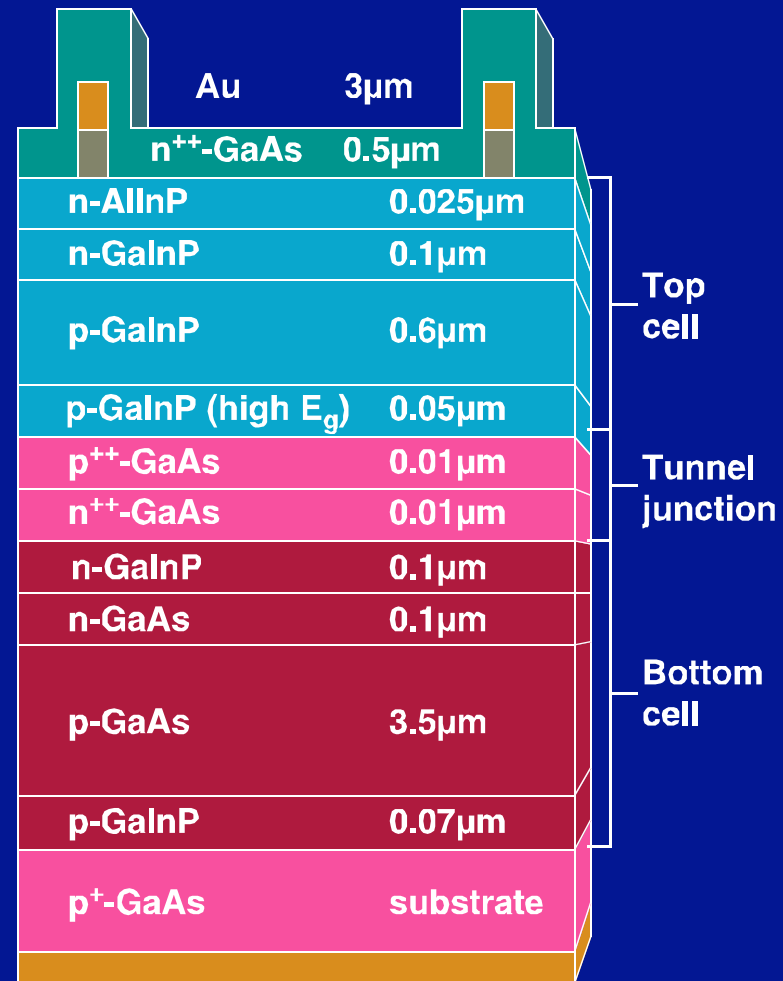 Au 3µm
n++-GaAs 0.5µm
n-AlInP 0.025µm
n-GaInP 0.1µm
p-GaInP 0.6µm
p-GaInP (high Eg) 0.05µm
p++-GaAs 0.01µm
n++-GaAs 0.01µm
n-GaInP 0.1µm
n-GaAs 0.1µm
p-GaAs 3.5µm
p-GaInP 0.07µm
p+-GaAs substrate
Top
cell
Tunnel
junction
Bottom
cell